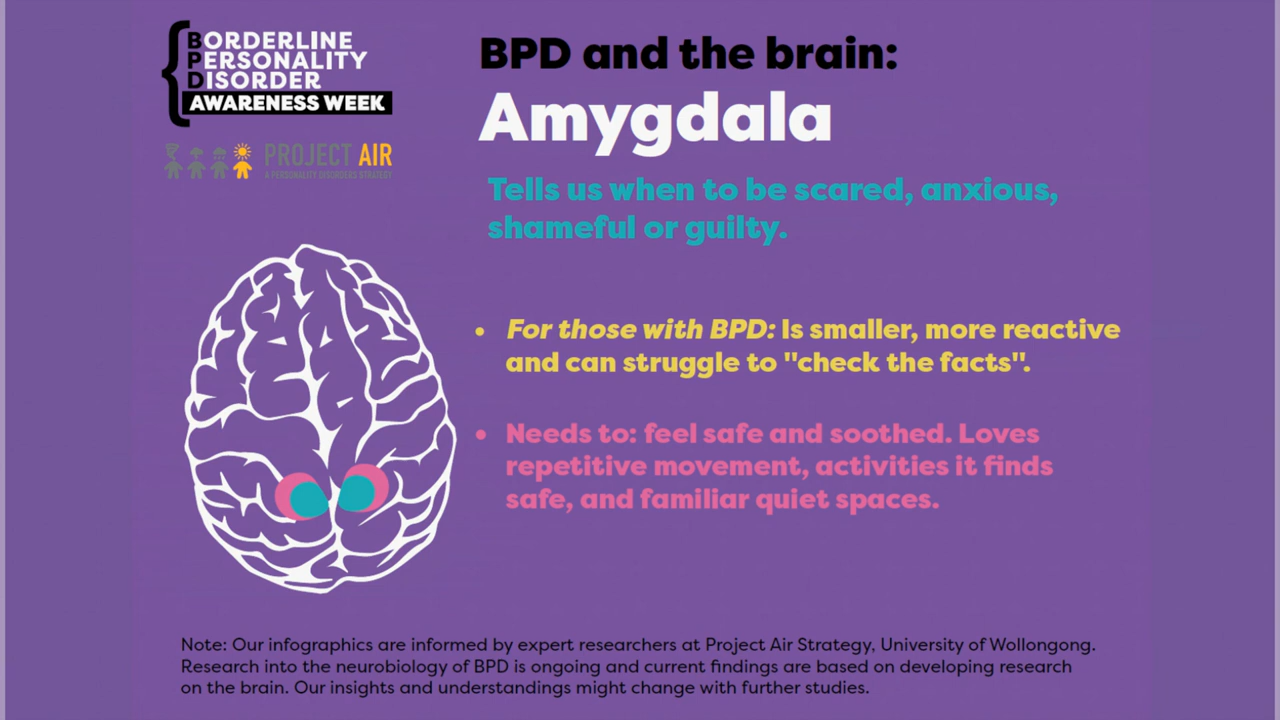 BORDERLINE
PERSONALITY
DISORDER
AWARENESS WEEK
PROJECT AIR
A PERSONALITY DISORDERS STRATEGY
BPD and the brain:
Amygdala
Tells us when to be scared, anxious,
shameful or guilty.
• For those with BPD: Is smaller, more reactive
and can struggle to "check the facts".
• Needs to: feel safe and soothed. Loves
repetitive movement, activities it finds
safe, and familiar quiet spaces.
Note: Our infographics are informed by expert researchers at Project Air Strategy, University of Wollongong.
Research into the neurobiology of BPD is ongoing and current findings are based on developing research
on the brain. Our insights and understandings might change with further studies.